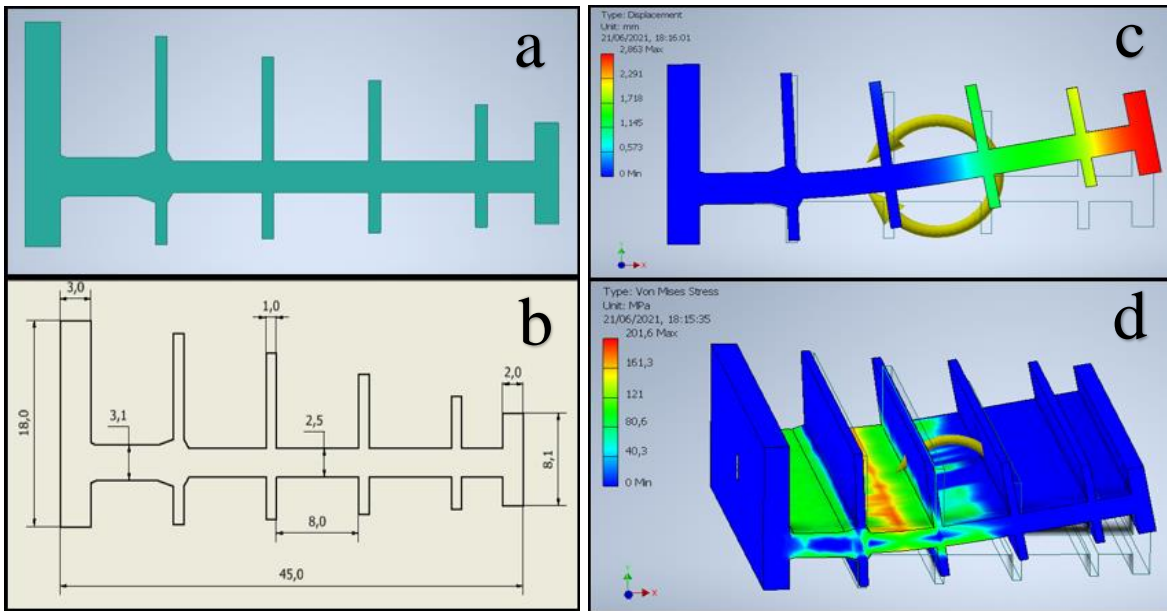 a
b
3,0
1,0
2,0
18,0
3,1
2,5
8,1
8,0
45,0
c
Type: Displacement
Unit: mm
21/06/2021, 18:16:01
2,863 Max
2,291
1,718
1,145
0,573
0 Min
Y
X
d
Type: Von Mises Stress
Unit: MPa
21/06/2021, 18:15:35
201,6 Max
161,3
121
80,6
40,3
0 Min
Y
X